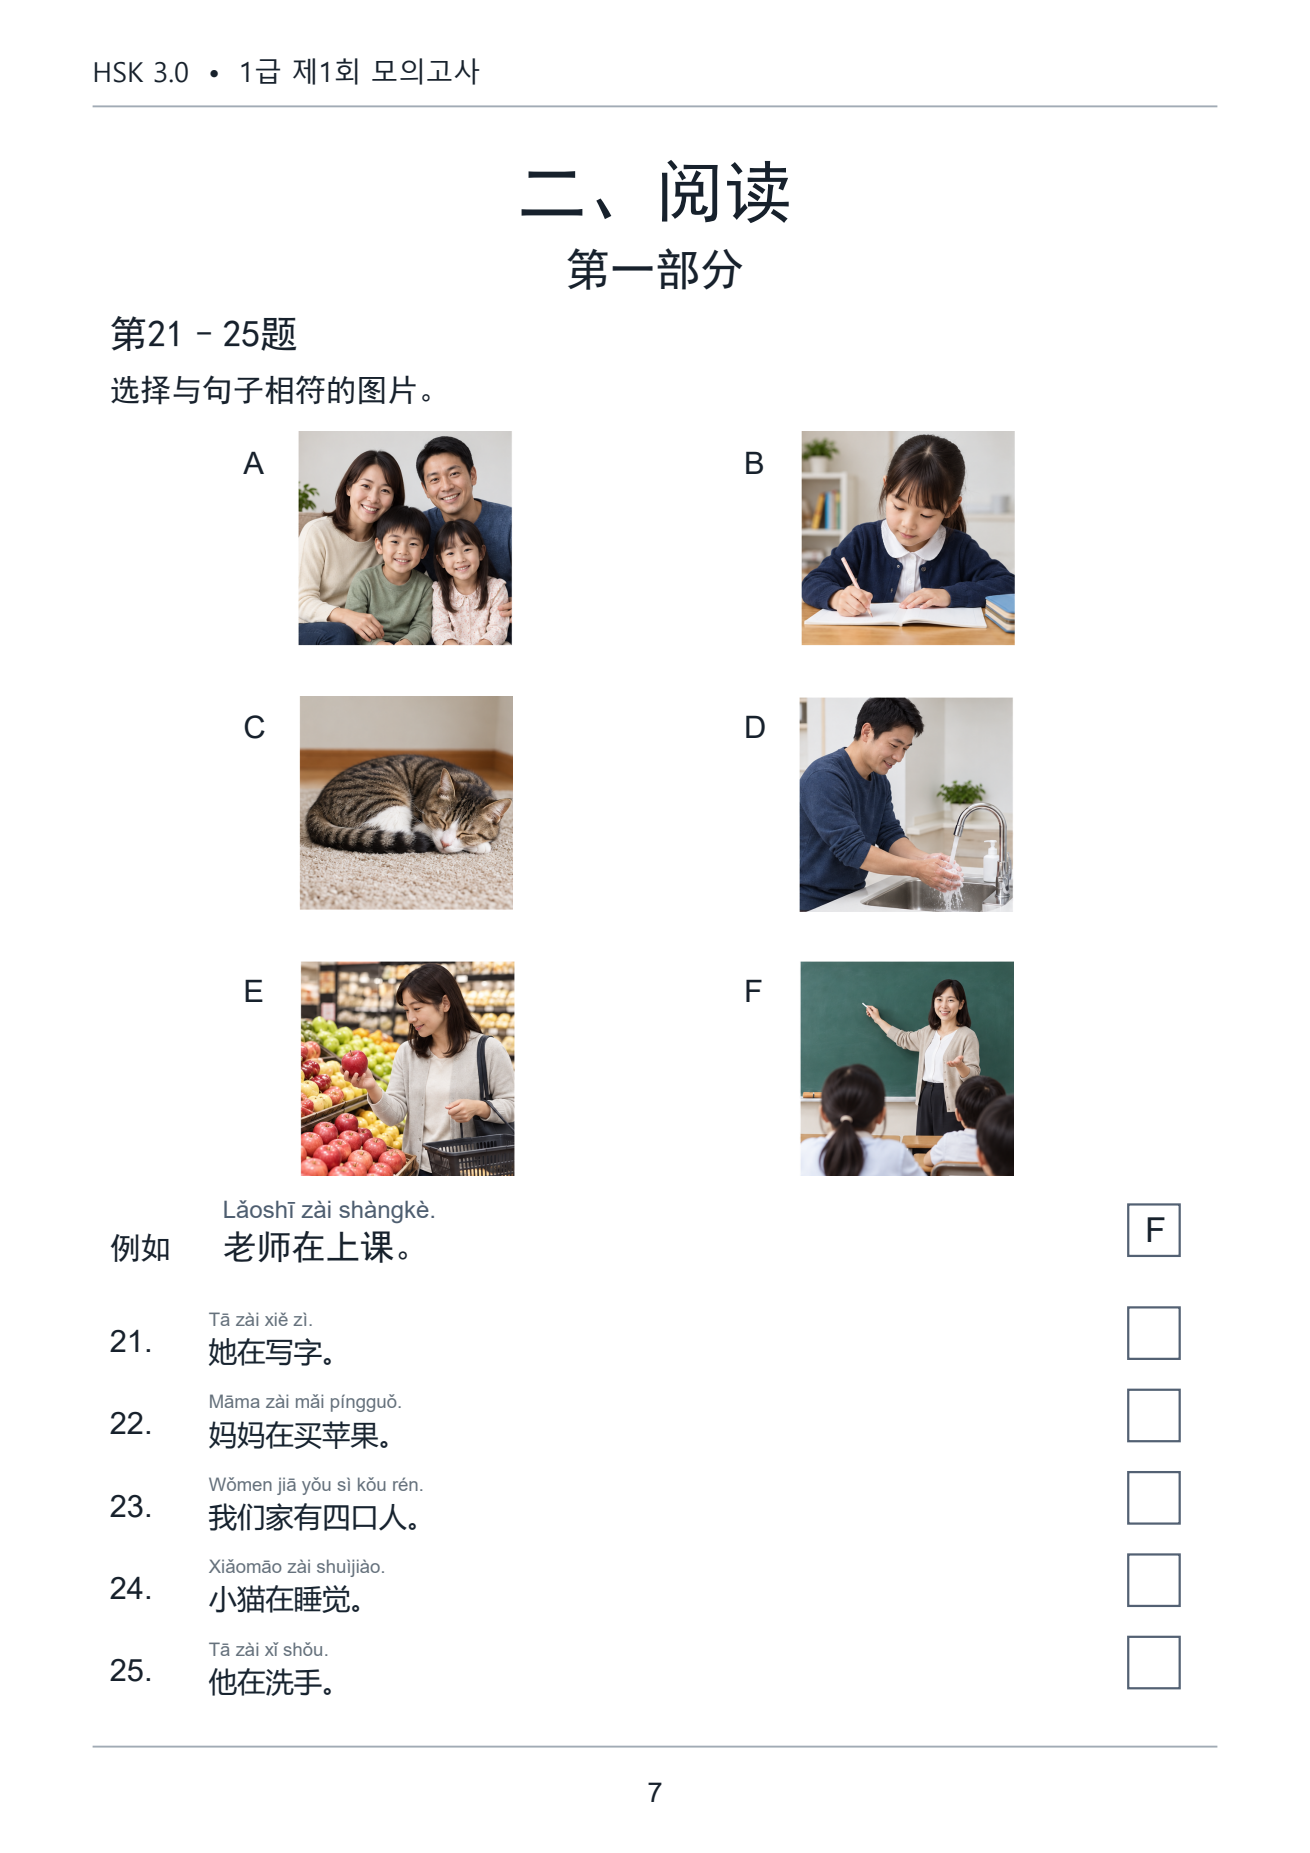 HSK 3.0 • 1급 제1회 모의고사
二、阅读
第一部分
第21－25题
选择与句子相符的图片。
A
B
C
D
E
F
Lǎoshī zài shàngkè.
例如 老师在上课。 F
Tā zài xiě zì.
21. 她在写字。
Māma zài mǎi píngguǒ.
22. 妈妈在买苹果。
Wǒmen jiā yǒu sì kǒu rén.
23. 我们家有四口人。
Xiǎomāo zài shuìjiào.
24. 小猫在睡觉。
Tā zài xǐ shǒu.
25. 他在洗手。
7